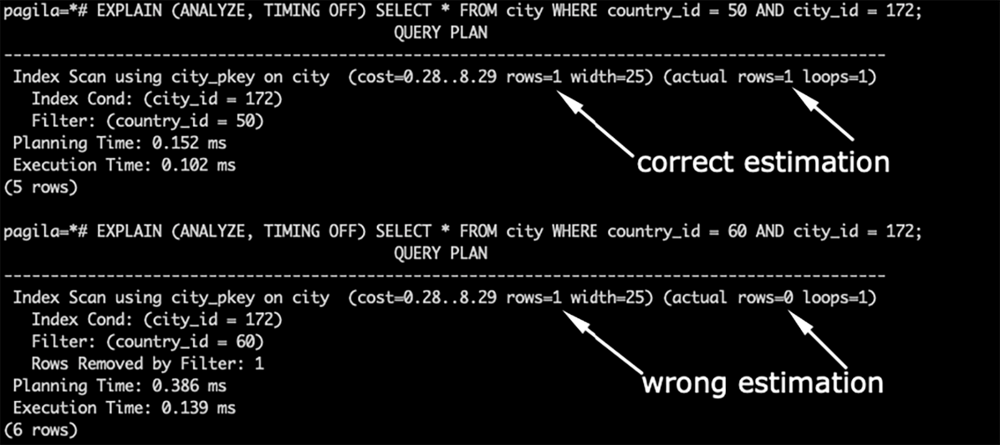 pagila=*# EXPLAIN (ANALYZE, TIMING OFF) SELECT * FROM city WHERE country_id = 50 AND city_id = 172;
QUERY PLAN
--------------------------------------------------------------------------------------------------
Index Scan using city_pkey on city  (cost=0.28..8.29 rows=1 width=25) (actual rows=1 loops=1)
Index Cond: (city_id = 172)
Filter: (country_id = 50)
Planning Time: 0.152 ms
Execution Time: 0.102 ms
correct estimation
(5 rows)
pagila=*# EXPLAIN (ANALYZE, TIMING OFF) SELECT * FROM city WHERE country_id = 60 AND city_id = 172;
QUERY PLAN
--------------------------------------------------------------------------------------------------
Index Scan using city_pkey on city  (cost=0.28..8.29 rows=1 width=25) (actual rows=0 loops=1)
Index Cond: (city_id = 172)
Filter: (country_id = 60)
Rows Removed by Filter: 1
Planning Time: 0.386 ms
wrong estimation
Execution Time: 0.139 ms
(6 rows)